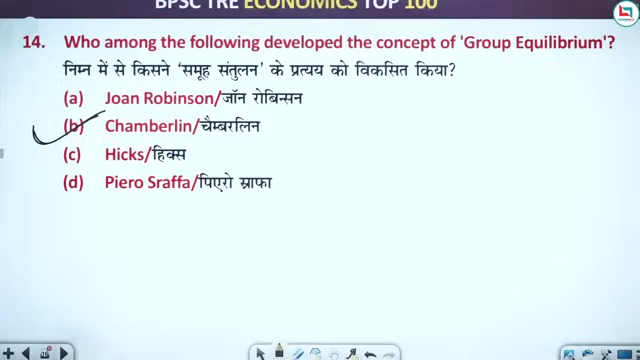 BPSC TRE ECONOMICS TOP 100
14. Who among the following developed the concept of 'Group Equilibrium'?
निम्न में से किसने ‘समूह संतुलन’ के प्रत्यय को विकसित किया?
(a) Joan Robinson/जॉन रोबिन्सन
(b) Chamberlin/चैम्बरलिन
(c) Hicks/हिक्स
(d) Piero Sraffa/पिएरो स्राफा